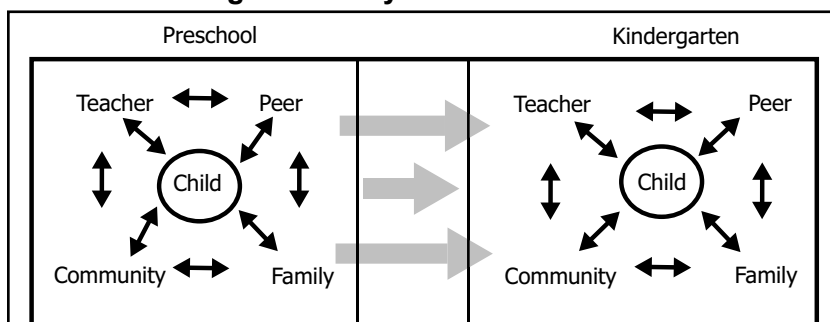 Preschool Kindergarten
Teacher Peer Teacher Peer
Child Child
Community Family Community Family